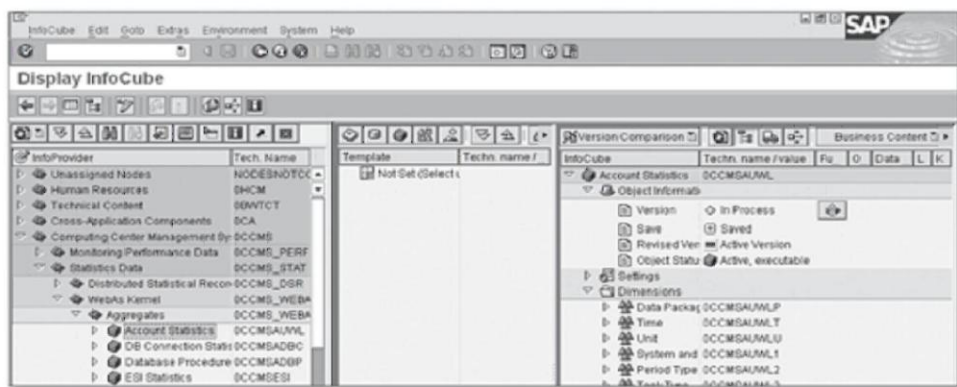 InfoCube Edit Goto Extras Environment System Help
SAP
Display InfoCube
InfoProvider Tech. Name
Unassigned Nodes NODESNOTCC
Human Resources 0HCM
Technical Content 0BWTCT
Cross-Application Components 0CA
Computing Center Management Sy 0CCMS
Monitoring Performance Data 0CCMS_PERF
Statistics Data 0CCMS_STAT
Distributed Statistical Recor 0CCMS_DSR
WebAs Kernel 0CCMS_WEBA
Aggregates 0CCMS_WEBA
Account Statistics 0CCMSAUWL
DB Connection Statis 0CCMSADBC
Database Procedure 0CCMSADBP
ESI Statistics 0CCMSESI
Template Techn. name /
Not Set (Select u
Version Comparison Business Content
InfoCube Techn. name / value Fu O Data L K
Account Statistics 0CCMSAUWL
Object Informati
Version In Process
Save Saved
Revised Ver Active Version
Object Statu Active, executable
Settings
Dimensions
Data Packag 0CCMSAUWLP
Time 0CCMSAUWLT
Unit 0CCMSAUWLU
System and 0CCMSAUWL1
Period Type 0CCMSAUWL2